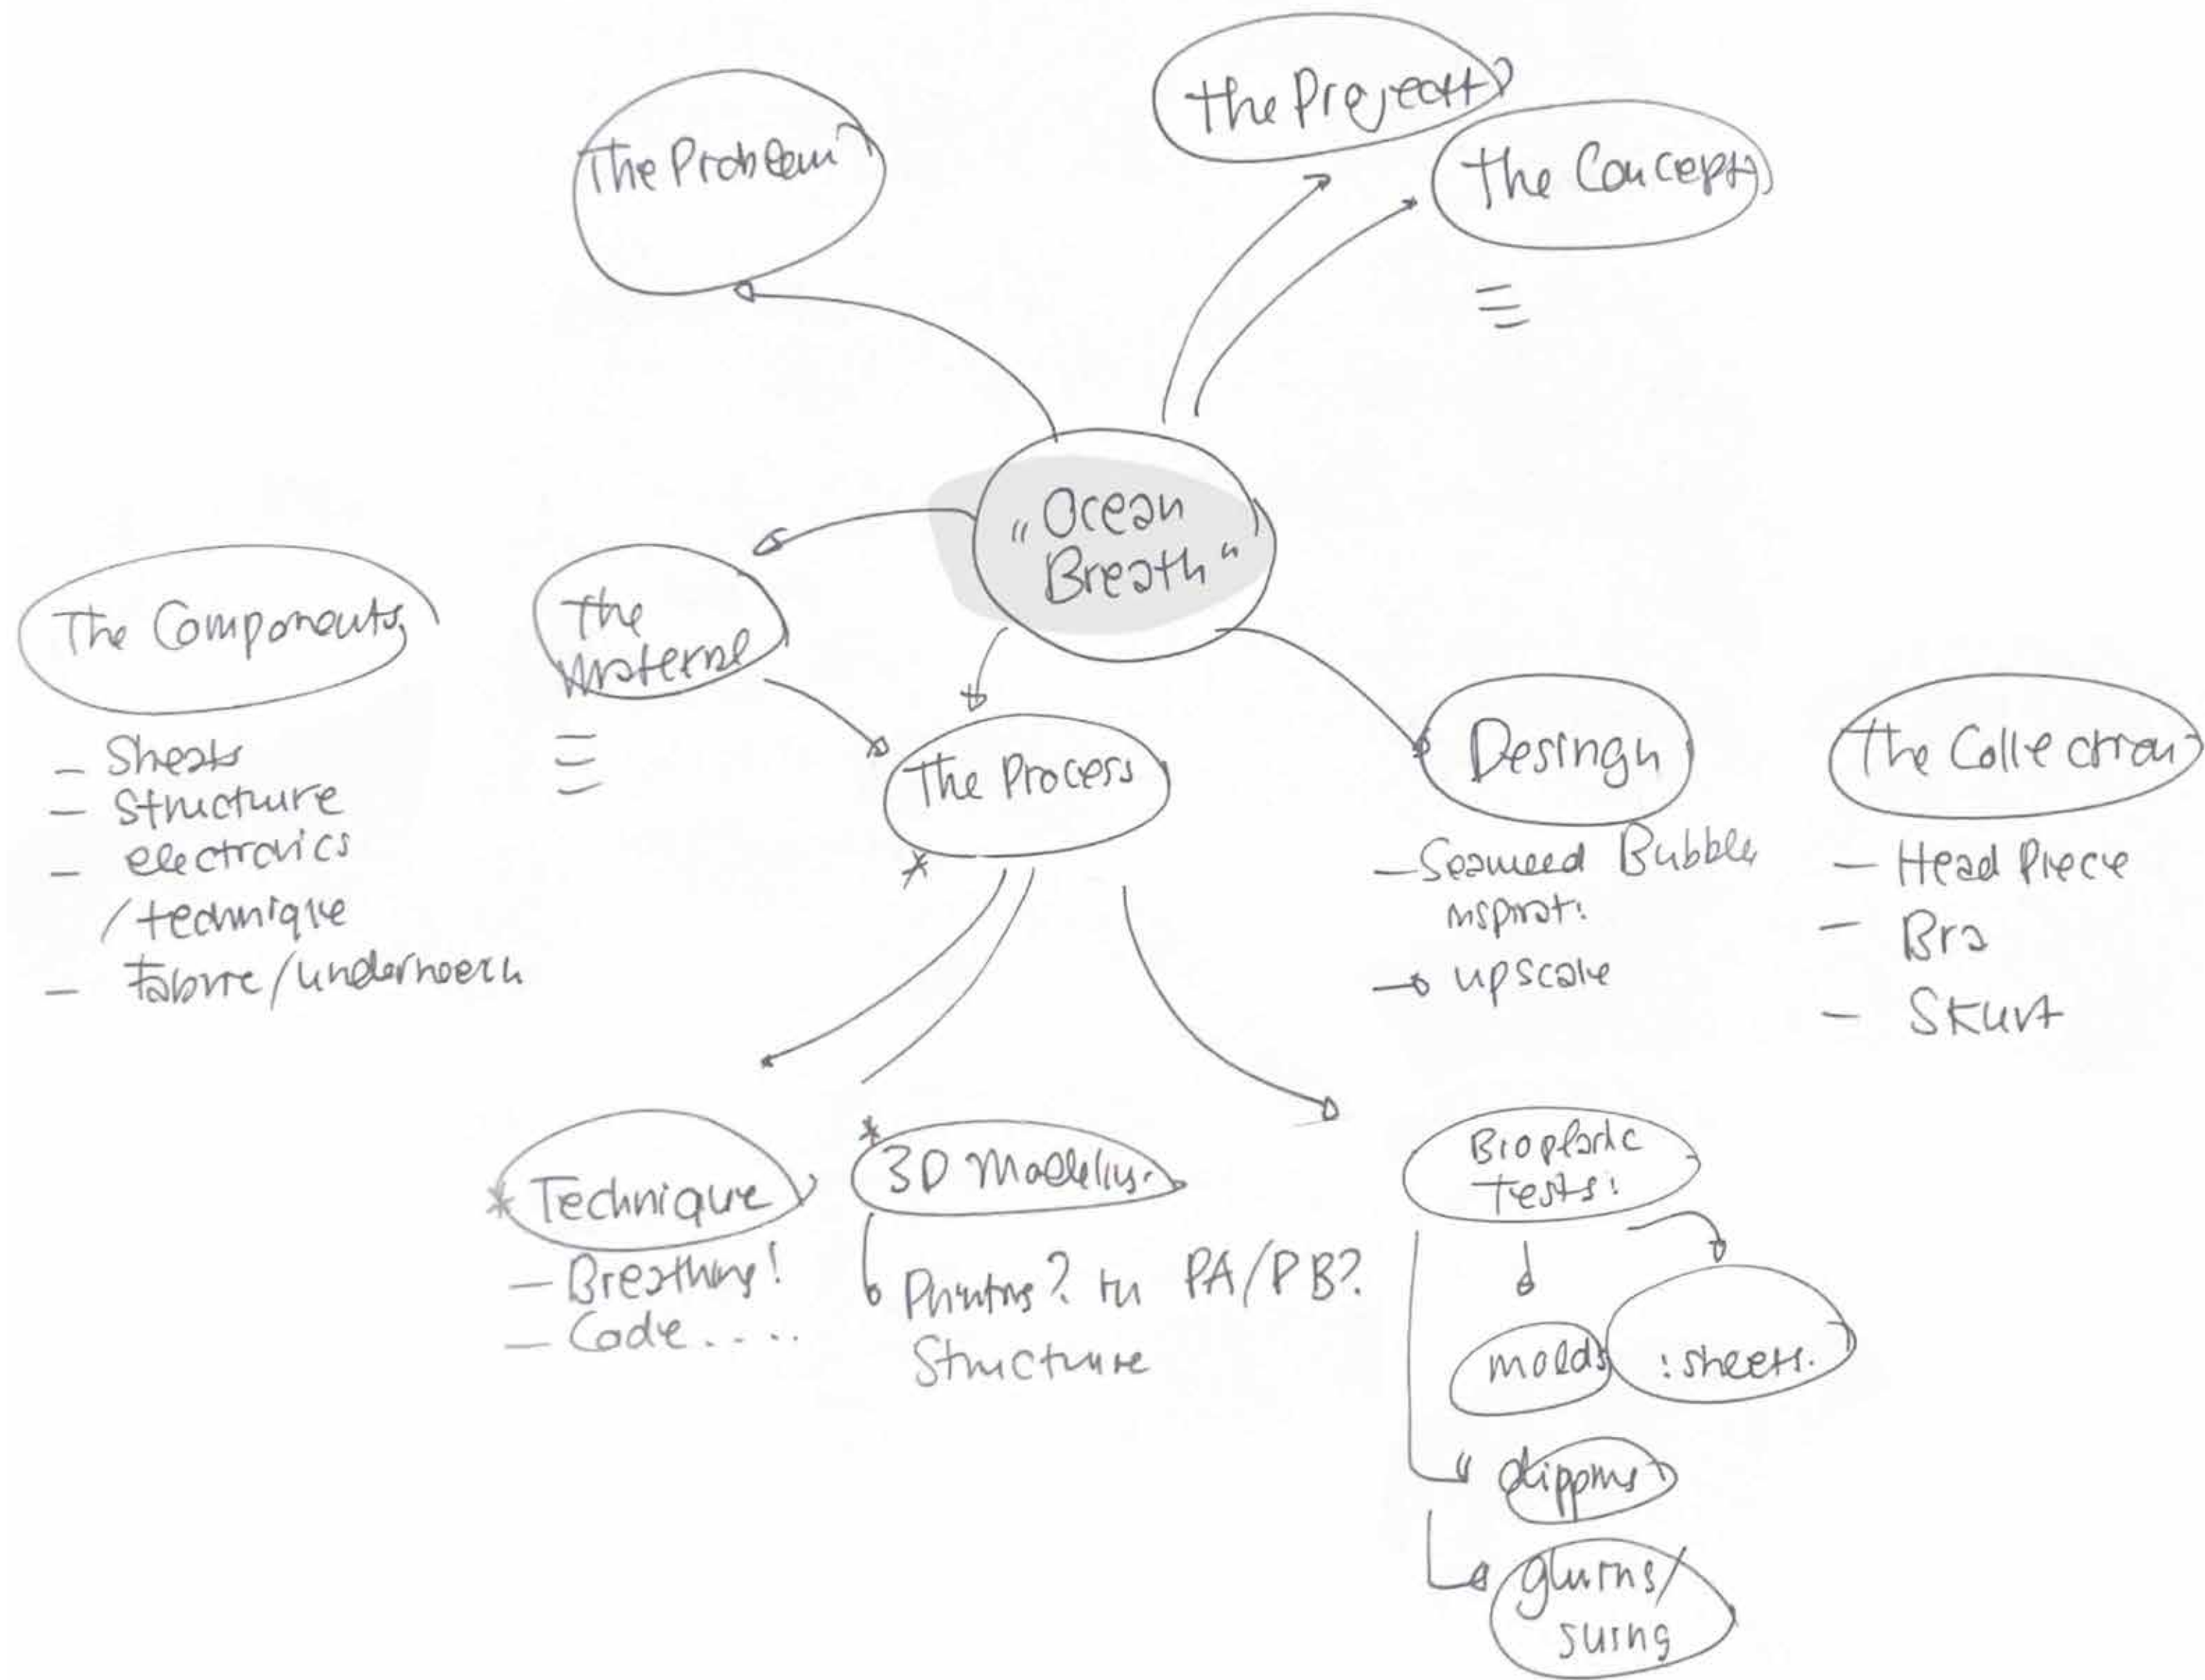 The Problem
the Project
the Concept
„Ocean
Breath“
The Components
- Sheets
- Structure
- electronics
/technique
- Fabric/underneath
The
Material
The Process
Desingn
- Seaweed Bubble
inspirat:
→ upscale
The Collection
- Head Piece
- Bra
- Skirt
* Technique
- Breathing!
- Code....
* 3D Modeling
Printing? in PA/PB?
Structure
Bioplastic
Tests:
molds
: sheets.
dipping
gluing/